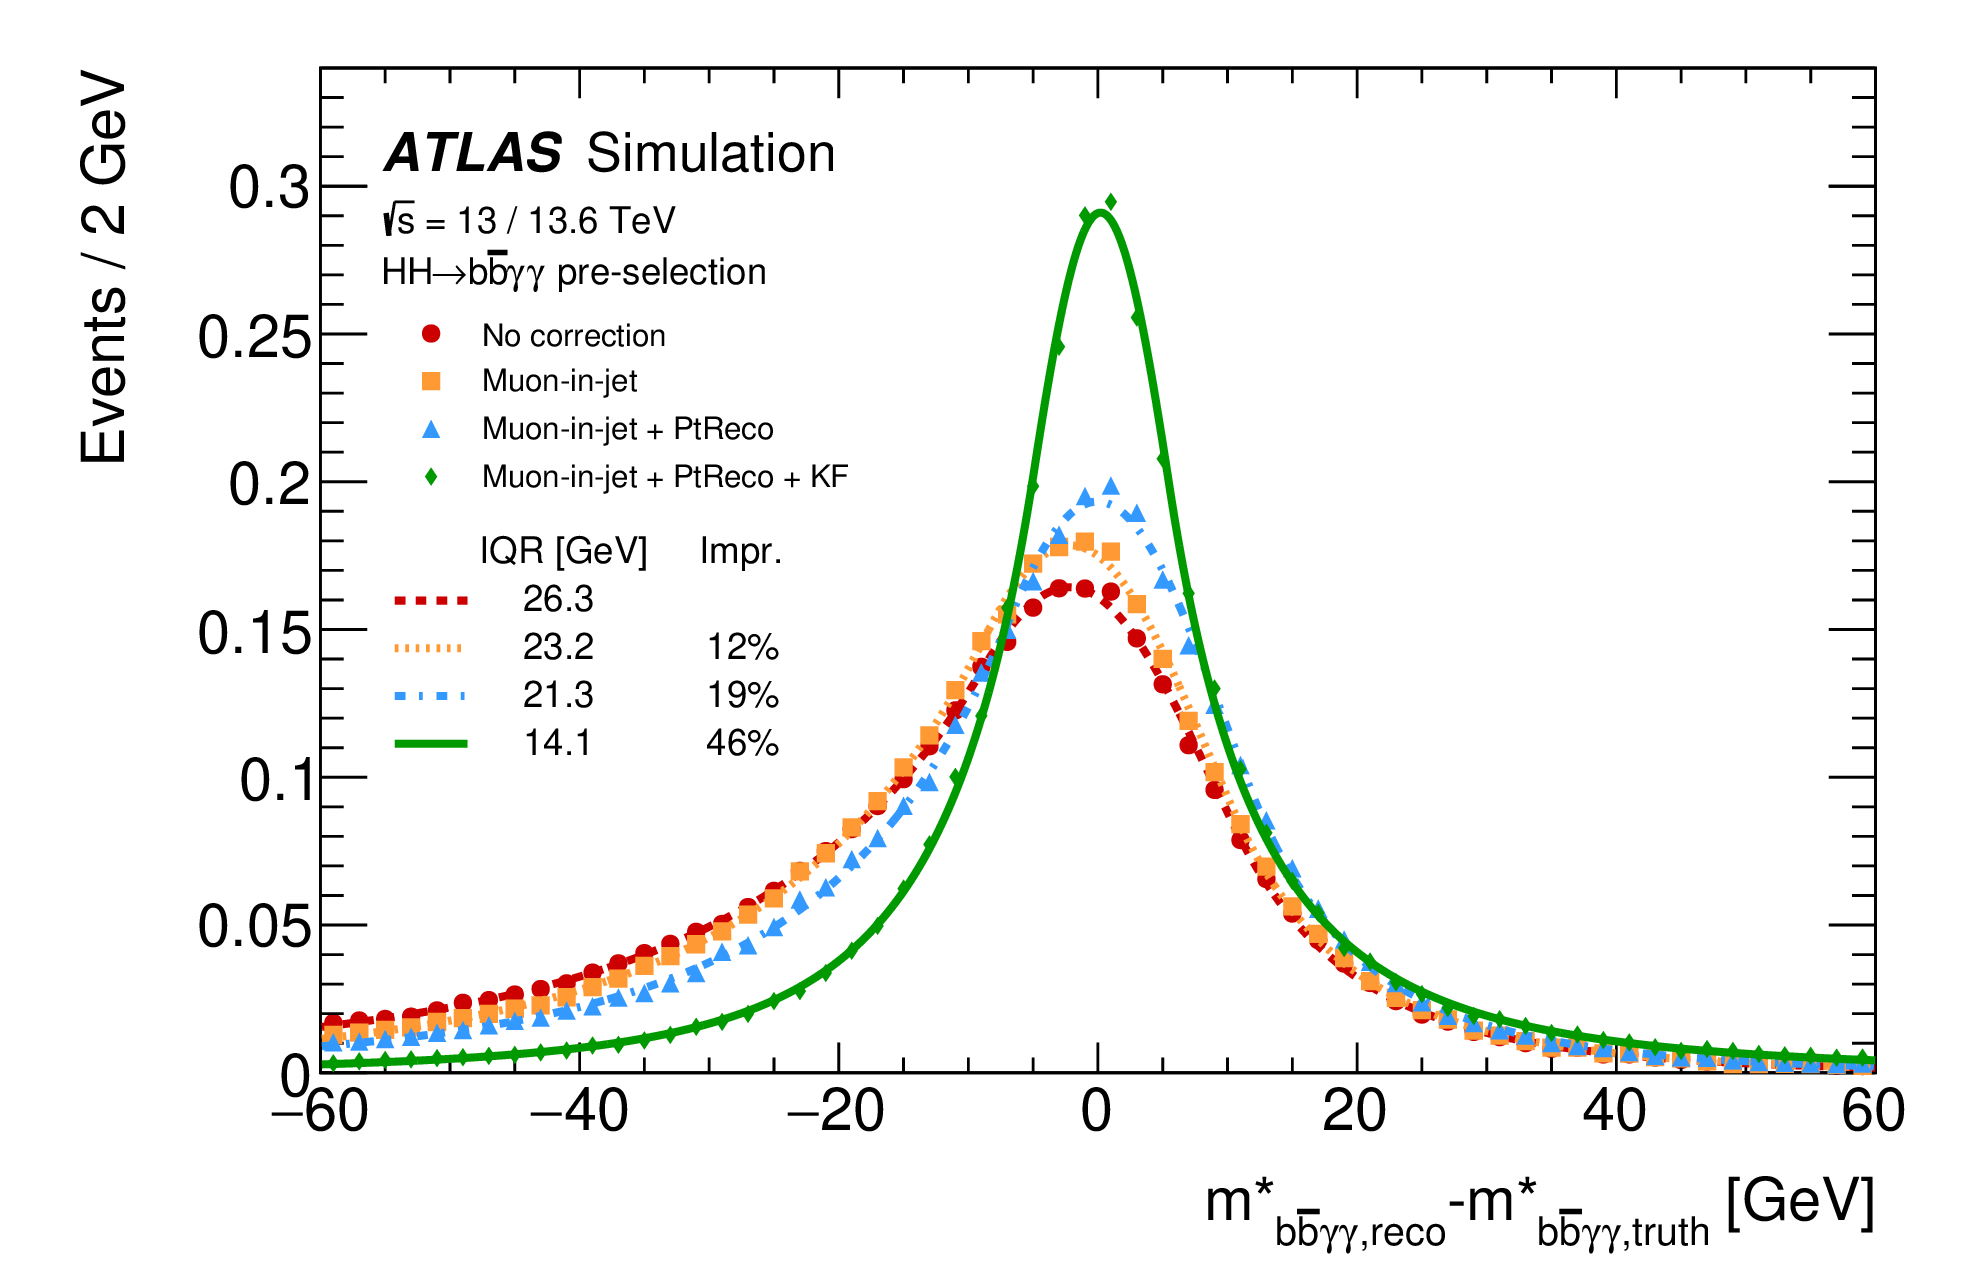 Events / 2 GeV
0.3
0.25
0.2
0.15
0.1
0.05
0
ATLAS Simulation
√s = 13 / 13.6 TeV
HH→bb̅γγ pre-selection
No correction
Muon-in-jet
Muon-in-jet + PtReco
Muon-in-jet + PtReco + KF
IQR [GeV] Impr.
26.3
23.2 12%
21.3 19%
14.1 46%
−60 −40 −20 0 20 40 60
m*bb̅γγ,reco-m*bb̅γγ,truth [GeV]